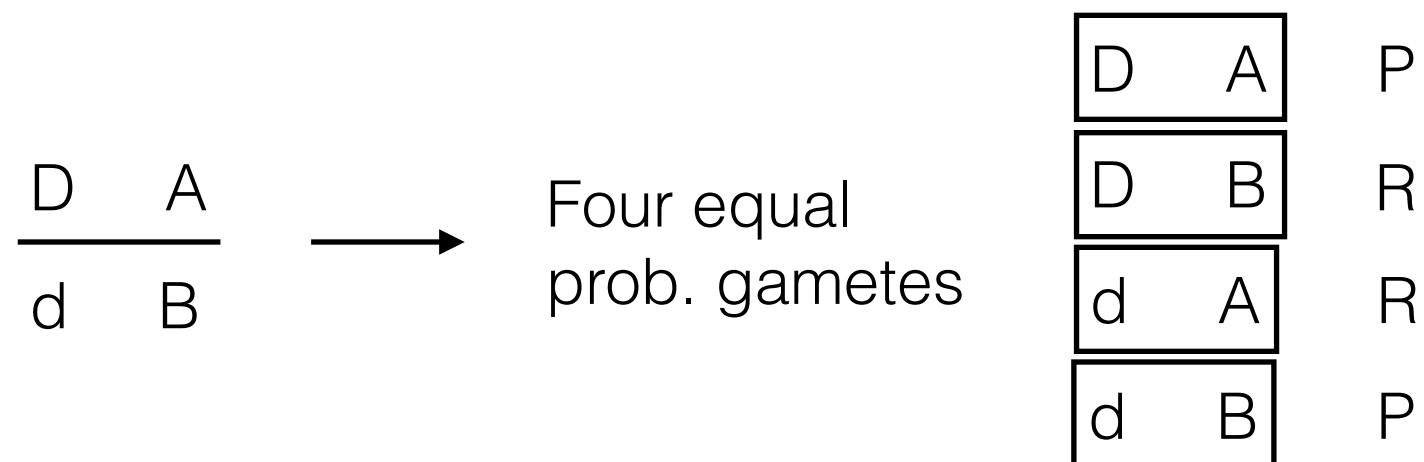 D A
d B
Four equal
prob. gametes
D A P
D B R
d A R
d B P